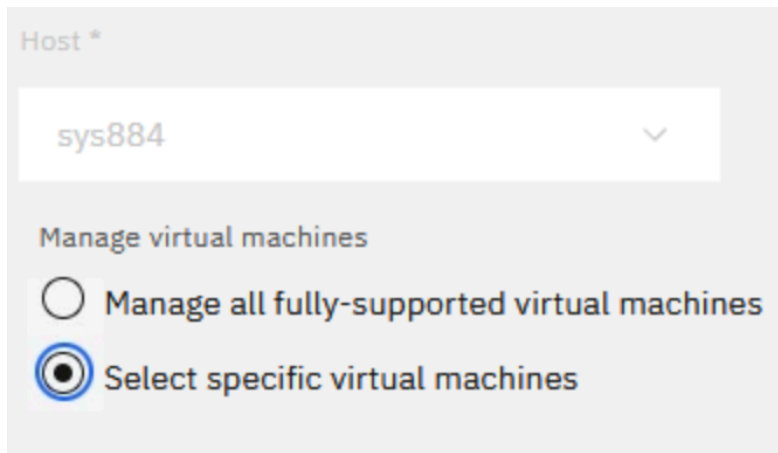 Host *
sys884
Manage virtual machines
Manage all fully-supported virtual machines
Select specific virtual machines